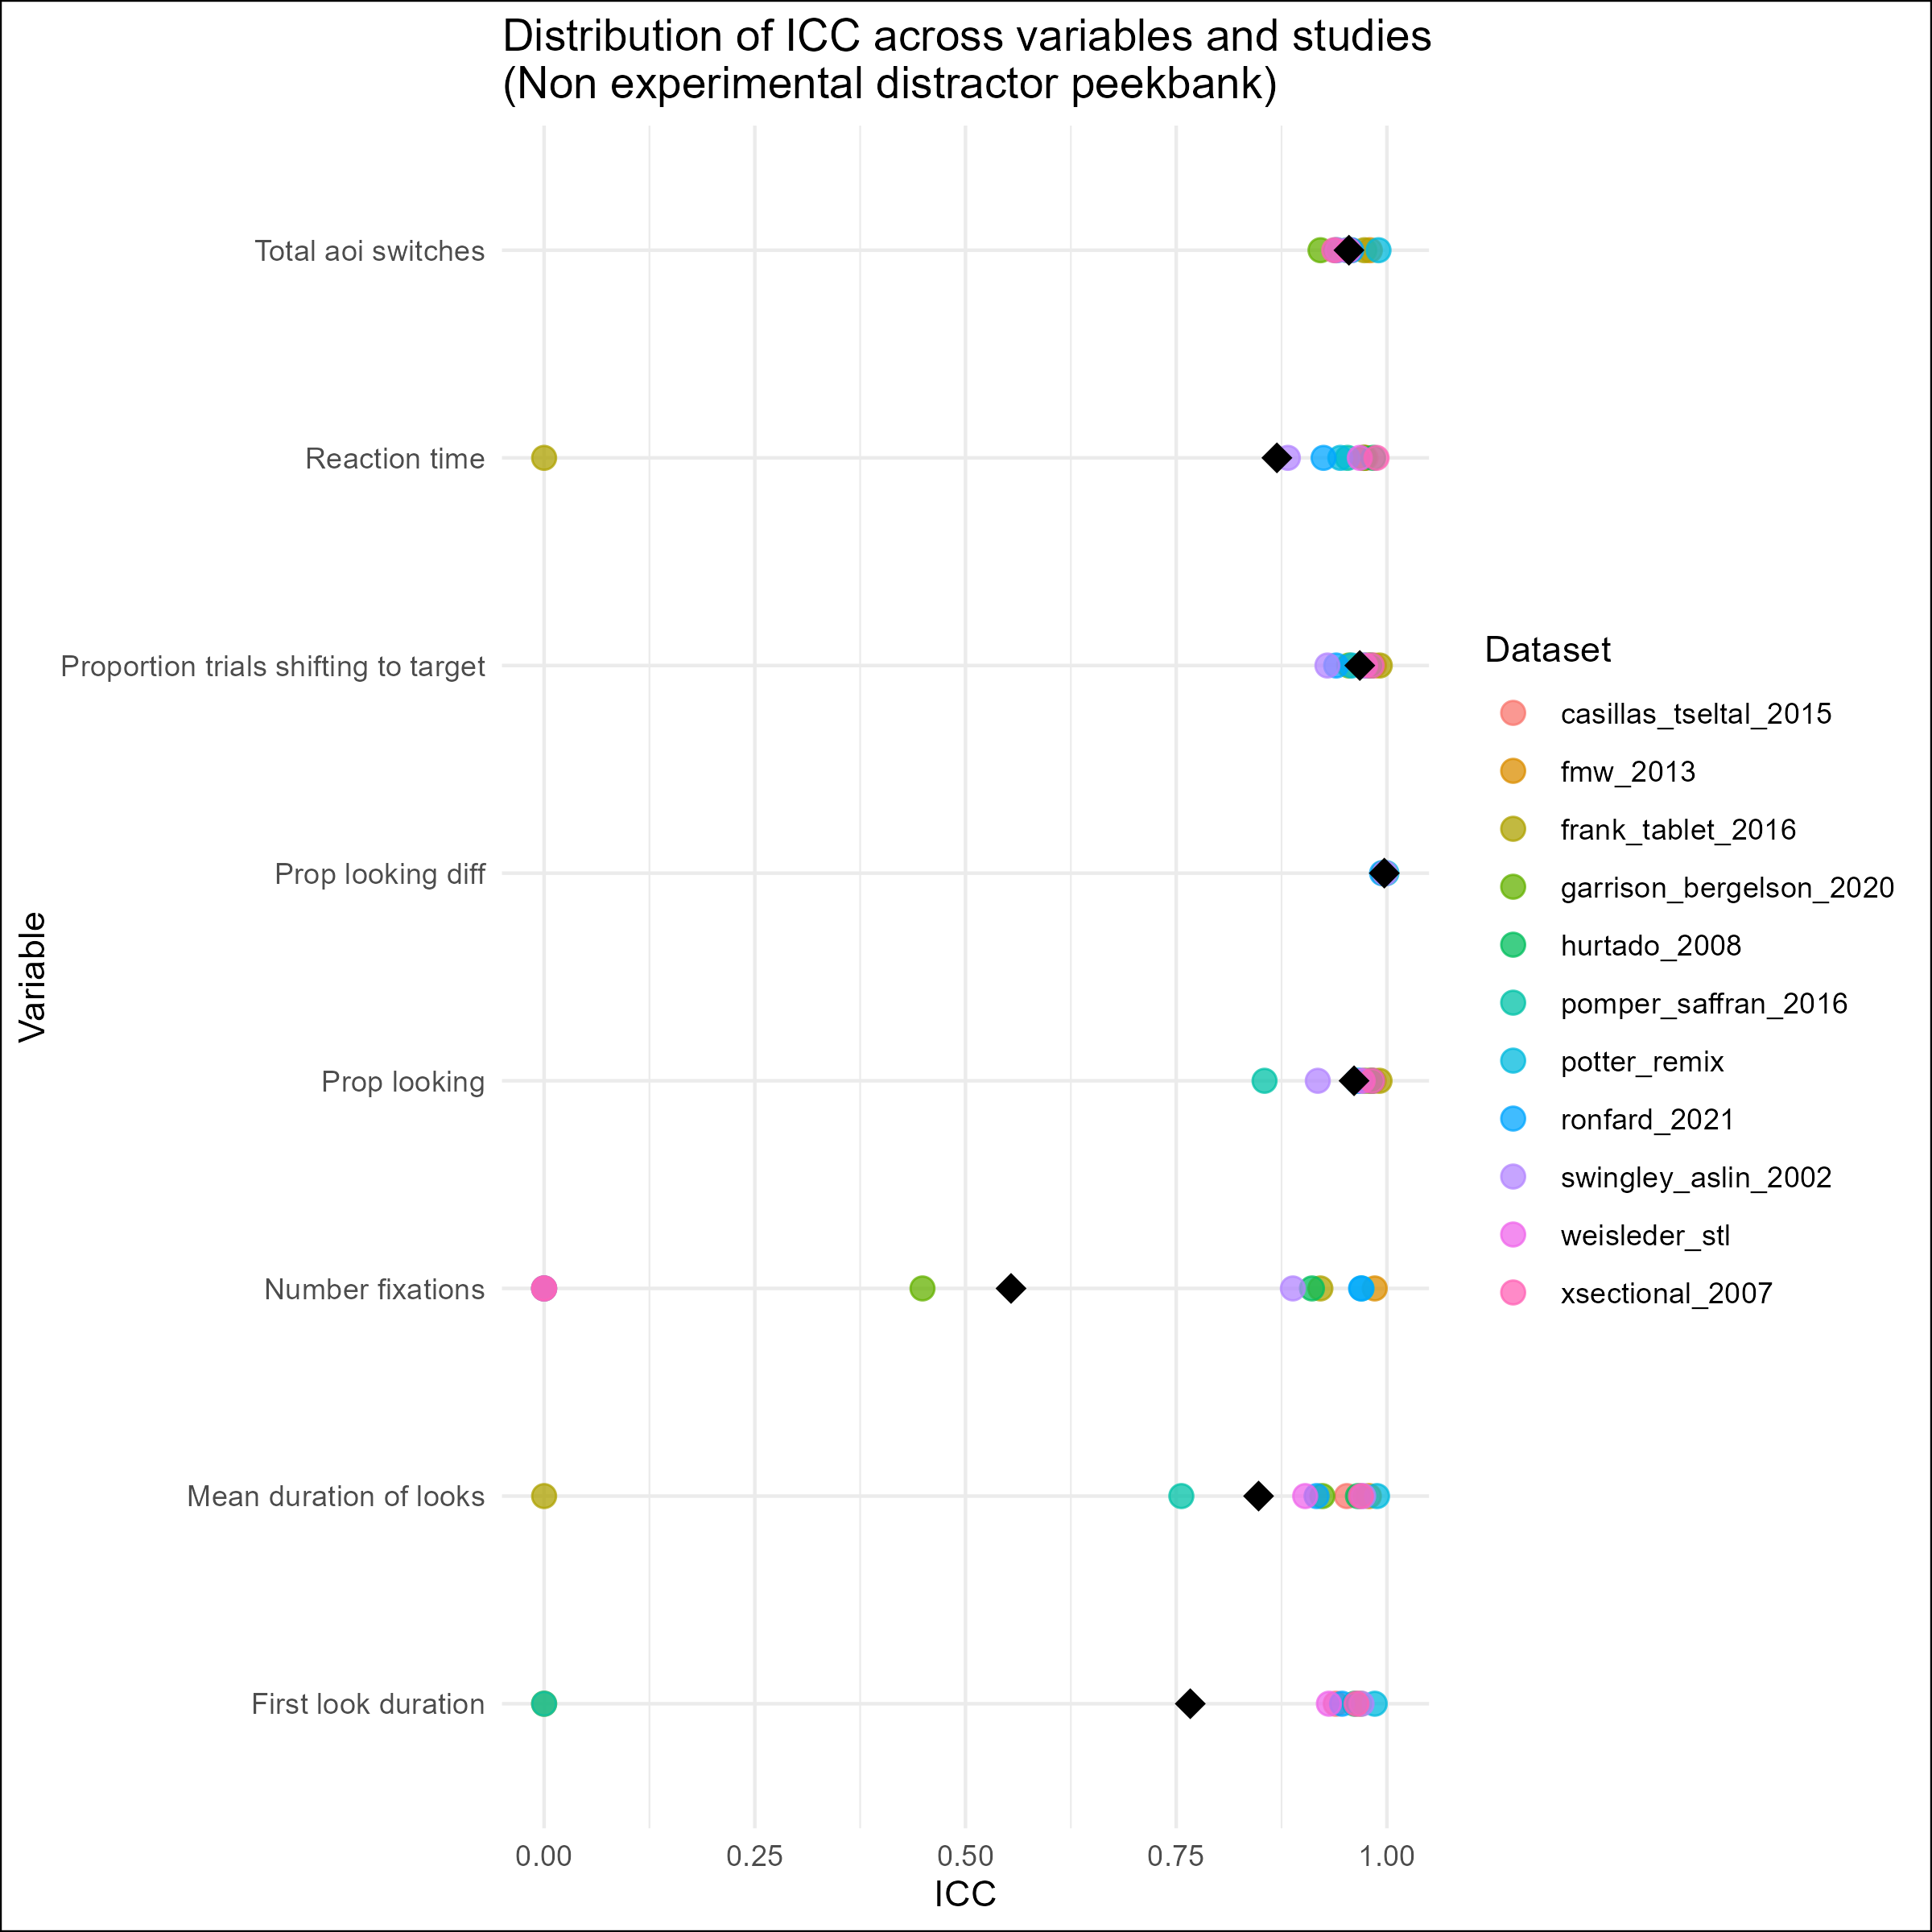 Distribution of ICC across variables and studies
(Non experimental distractor peekbank)
Variable
Total aoi switches
Reaction time
Proportion trials shifting to target
Prop looking diff
Prop looking
Number fixations
Mean duration of looks
First look duration
0.00 0.25 0.50 0.75 1.00
ICC
Dataset
casillas_tseltal_2015
fmw_2013
frank_tablet_2016
garrison_bergelson_2020
hurtado_2008
pomper_saffran_2016
potter_remix
ronfard_2021
swingley_aslin_2002
weisleder_stl
xsectional_2007